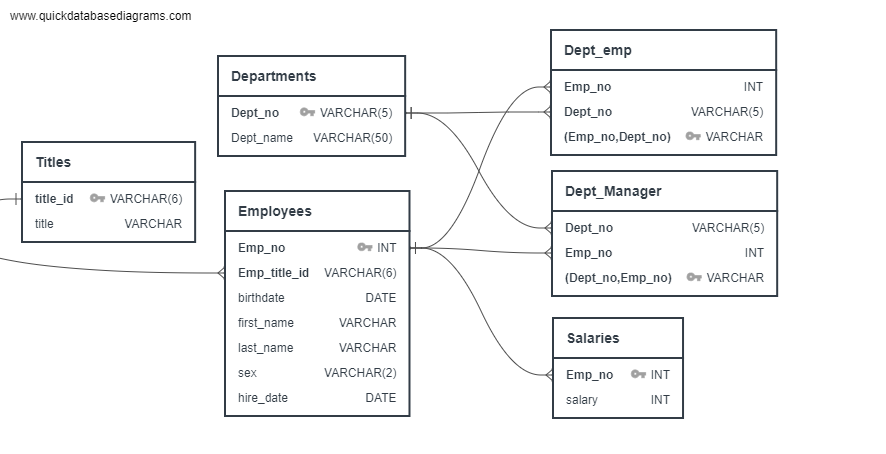 www.quickdatabasediagrams.com
Titles
title_id VARCHAR(6)
title VARCHAR
Departments
Dept_no VARCHAR(5)
Dept_name VARCHAR(50)
Employees
Emp_no INT
Emp_title_id VARCHAR(6)
birthdate DATE
first_name VARCHAR
last_name VARCHAR
sex VARCHAR(2)
hire_date DATE
Dept_emp
Emp_no INT
Dept_no VARCHAR(5)
(Emp_no,Dept_no) VARCHAR
Dept_Manager
Dept_no VARCHAR(5)
Emp_no INT
(Dept_no,Emp_no) VARCHAR
Salaries
Emp_no INT
salary INT